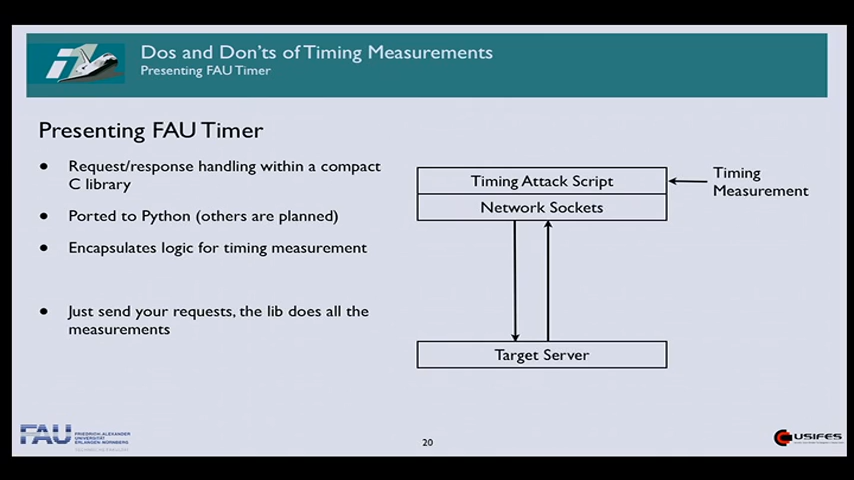 Dos and Don'ts of Timing Measurements
Presenting FAU Timer
Presenting FAU Timer
● Request/response handling within a compact
C library
● Ported to Python (others are planned)
● Encapsulates logic for timing measurement
● Just send your requests, the lib does all the
measurements
Timing Attack Script
Network Sockets
Timing
Measurement
Target Server
FAU
FRIEDRICH-ALEXANDER
UNIVERSITÄT
ERLANGEN-NÜRNBERG
20
USIFES